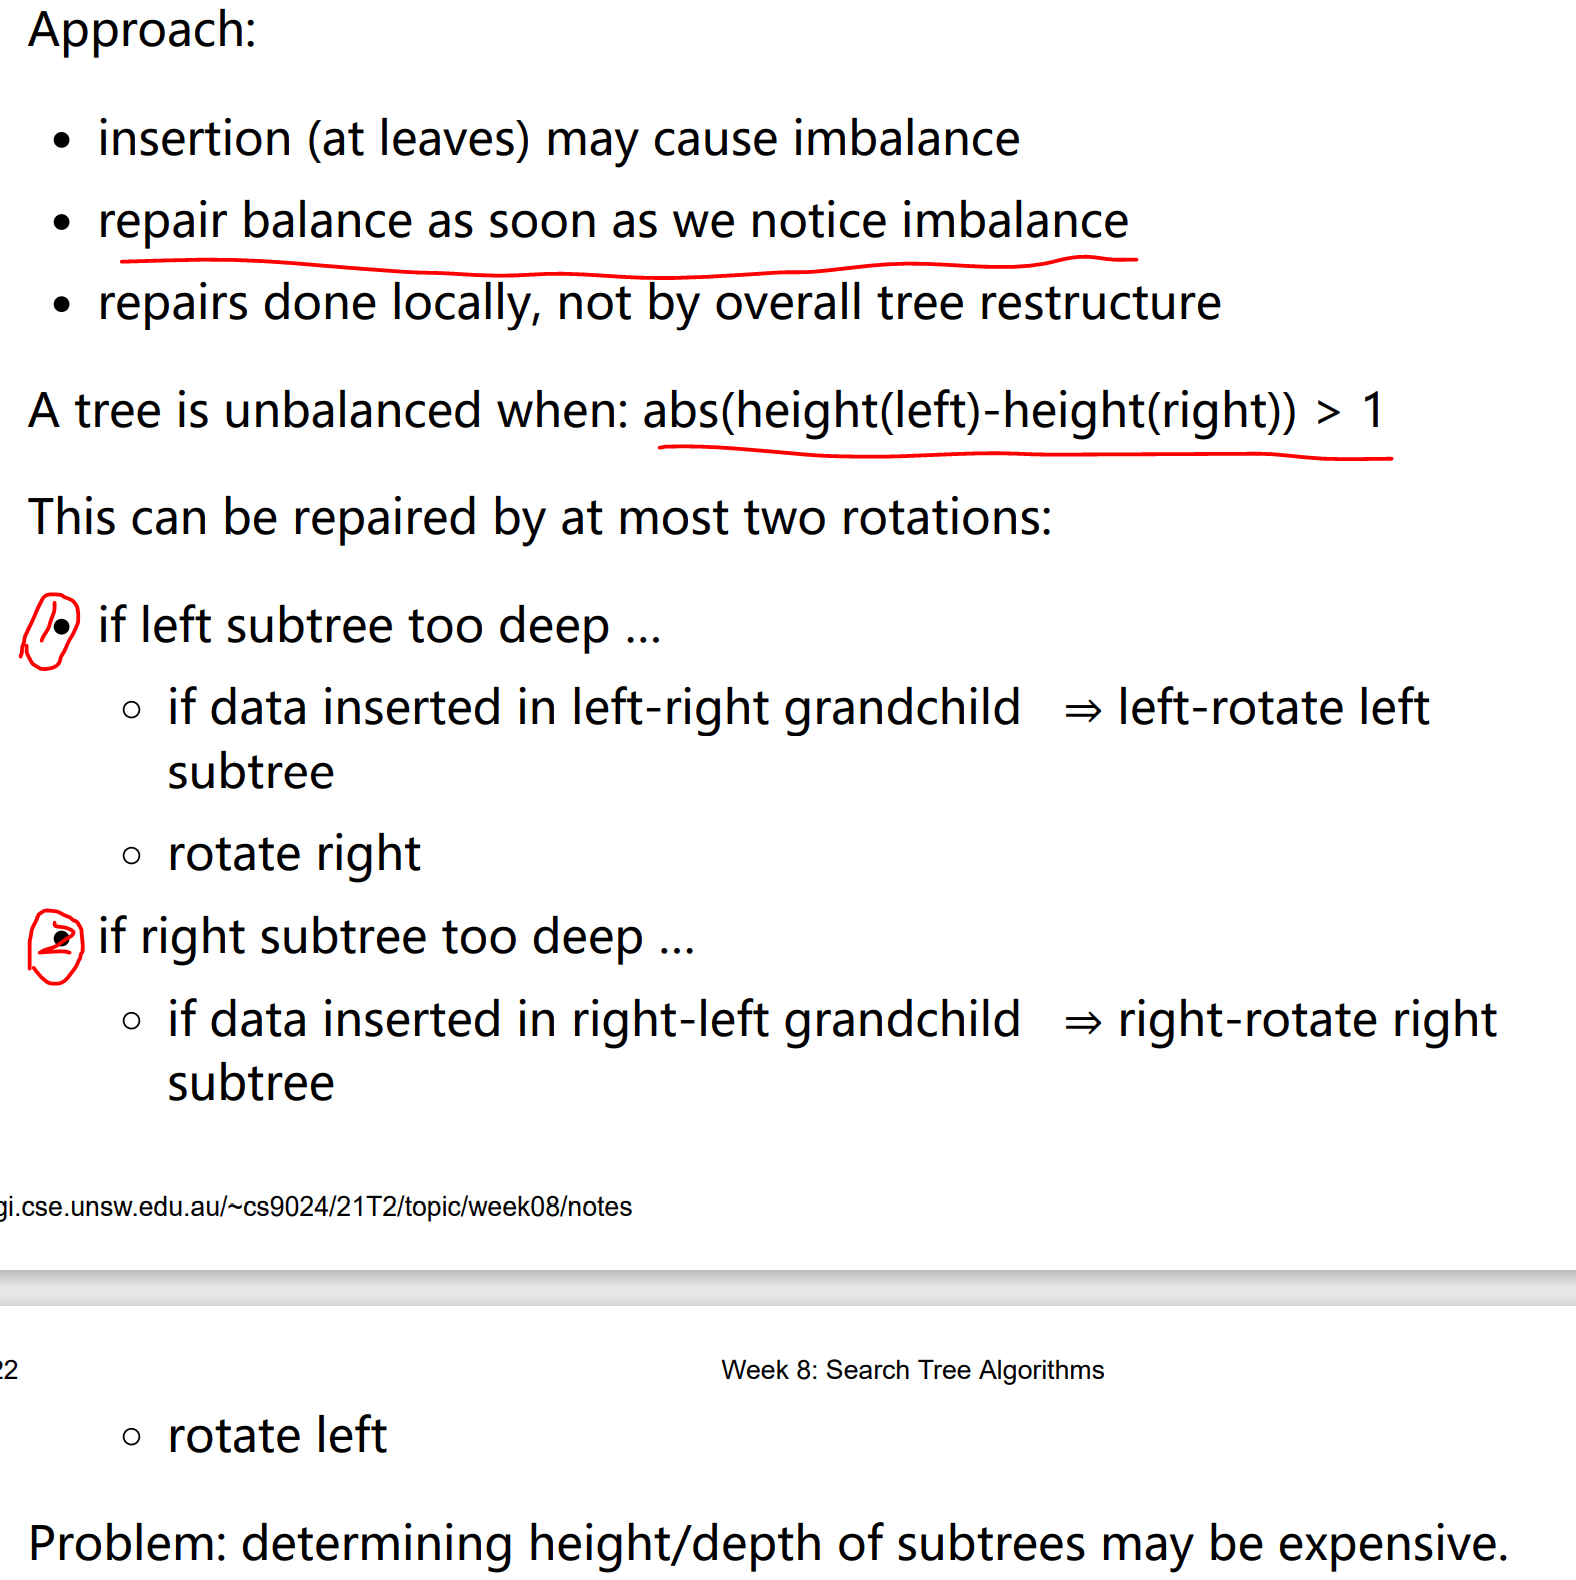 Approach:
• insertion (at leaves) may cause imbalance
• repair balance as soon as we notice imbalance
• repairs done locally, not by overall tree restructure
A tree is unbalanced when: abs(height(left)-height(right)) > 1
This can be repaired by at most two rotations:
1 • if left subtree too deep ...
○ if data inserted in left-right grandchild ⇒ left-rotate left
subtree
○ rotate right
2 • if right subtree too deep ...
○ if data inserted in right-left grandchild ⇒ right-rotate right
subtree
gi.cse.unsw.edu.au/~cs9024/21T2/topic/week08/notes
22 Week 8: Search Tree Algorithms
○ rotate left
Problem: determining height/depth of subtrees may be expensive.